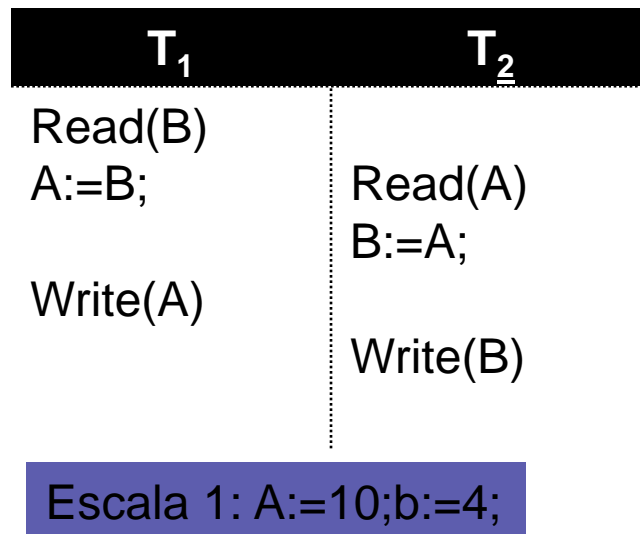 T₁ T₂
Read(B)
A:=B; Read(A)
B:=A;
Write(A)
Write(B)
Escala 1: A:=10;b:=4;